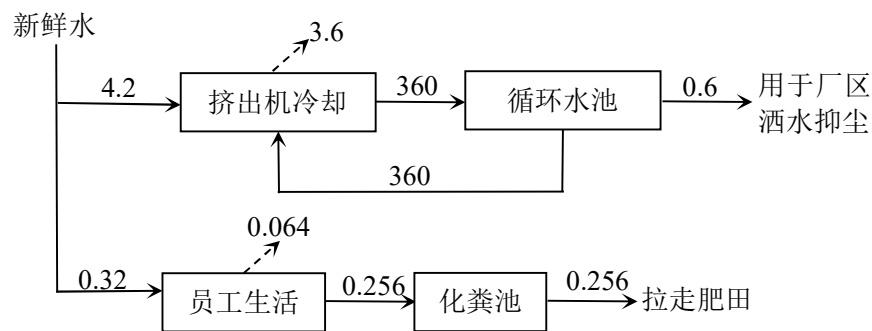 新鲜水
3.6
4.2
挤出机冷却
360
循环水池
0.6
用于厂区
洒水抑尘
360
0.064
0.32
员工生活
0.256
化粪池
0.256
拉走肥田